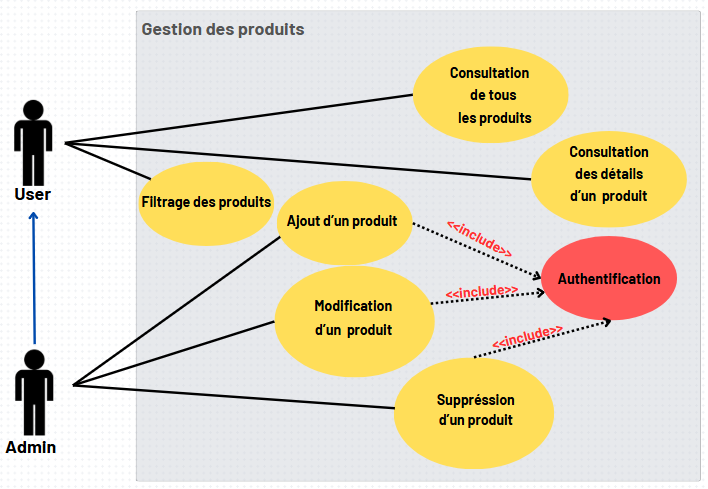 Gestion des produits
Consultation
de tous
les produits
Consultation
des détails
d'un produit
User
Filtrage des produits
Ajout d'un produit
<<include>>
Authentification
Modification
d'un produit
<<include>>
<<include>>
Suppréssion
d'un produit
Admin